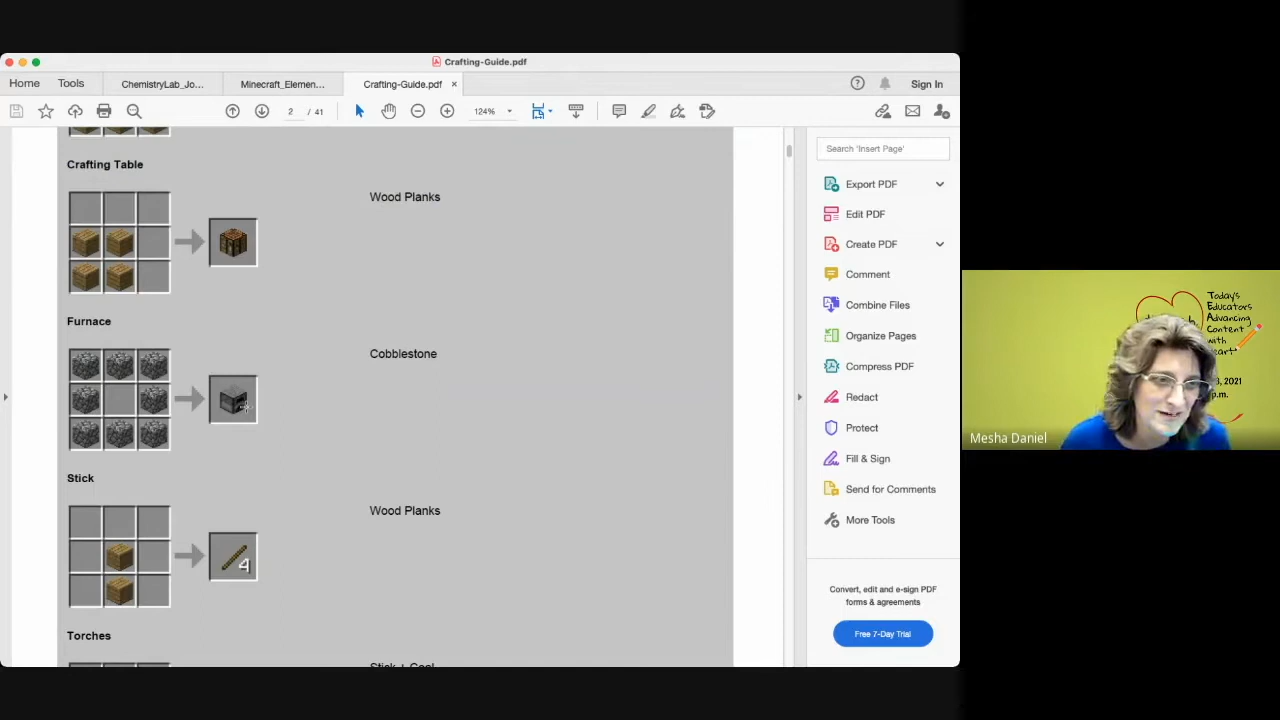 Crafting-Guide.pdf
Home
Tools
ChemistryLab_Jo...
Minecraft_Elemen...
Crafting-Guide.pdf
Sign In
2 / 41
124%
Crafting Table
Wood Planks
Furnace
Cobblestone
Stick
Wood Planks
4
Torches
Search 'Insert Page'
Export PDF
Edit PDF
Create PDF
Comment
Combine Files
Organize Pages
Compress PDF
Redact
Protect
Fill & Sign
Send for Comments
More Tools
Convert, edit and e-sign PDF
forms & agreements
Free 7-Day Trial
Today's
Educators
Advancing
Content
with
2021
p.m.
Mesha Daniel